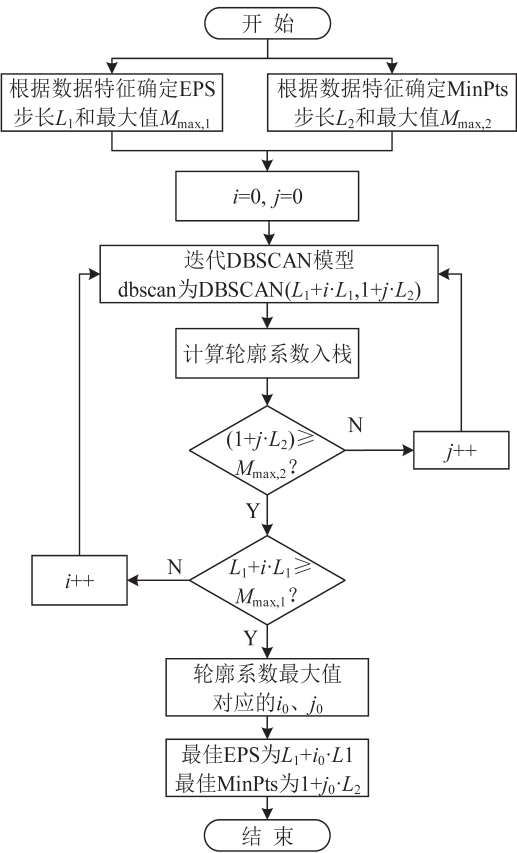 开 始
根据数据特征确定EPS
步长L₁和最大值Mmax,1
根据数据特征确定MinPts
步长L₂和最大值Mmax,2
i=0, j=0
迭代DBSCAN模型
dbscan为DBSCAN(L₁+i·L₁,1+j·L₂)
计算轮廓系数入栈
(1+j·L₂)≥
Mmax,2?
N
j++
Y
L₁+i·L₁≥
Mmax,1?
N
i++
Y
轮廓系数最大值
对应的i₀、j₀
最佳EPS为L₁+i₀·L1
最佳MinPts为1+j₀·L₂
结 束